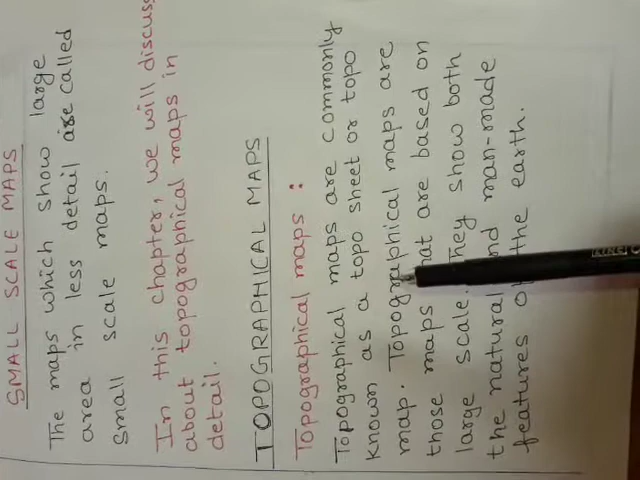 SMALL SCALE MAPS
The maps which show large
area in less detail are called
small scale maps.
In this chapter, we will discuss
about topographical maps in
detail.
TOPOGRAPHICAL MAPS
Topographical maps :
Topographical maps are commonly
known as a topo sheet or topo
map. Topographical maps are
those maps that are based on
large scale. They show both
the natural and man-made
features of the earth.